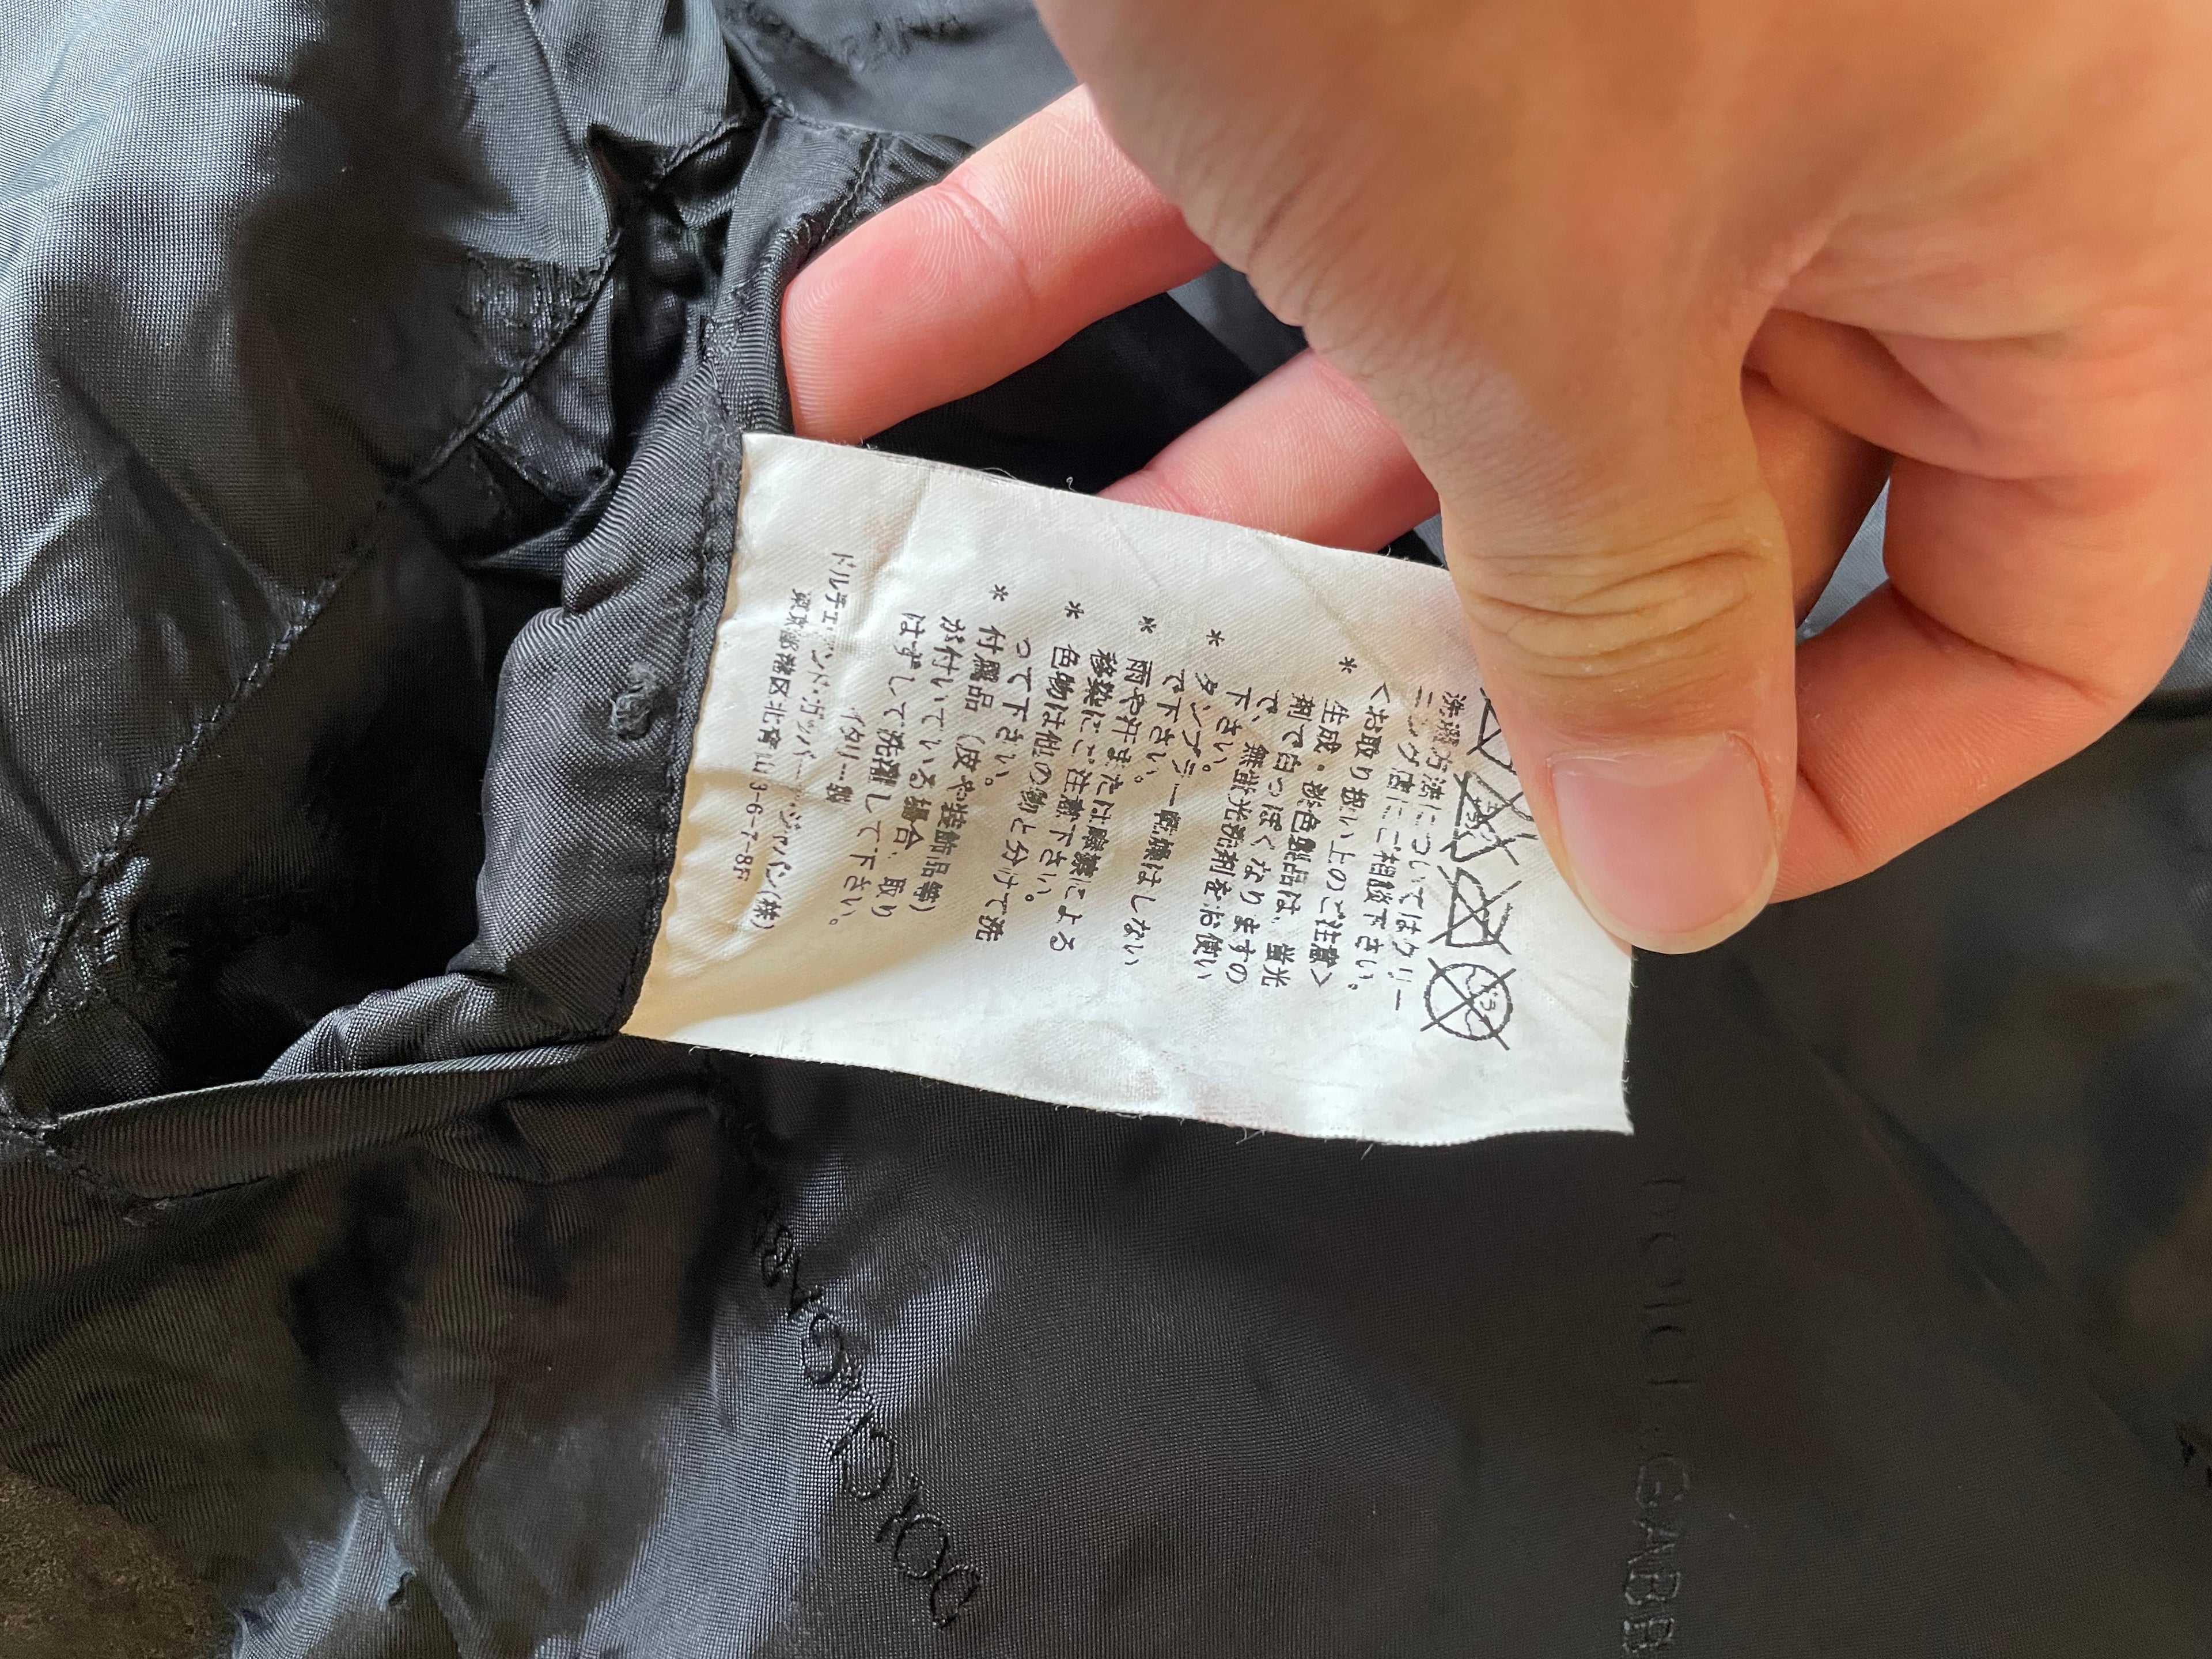 洗濯方法についてはクリー
ニング店にご相談下さい。
<お取り扱い上のご注意>
* 生成・淡色製品は、蛍光
剤で白っぽくなりますの
で、無蛍光洗剤をお使い
下さい。
* タンブラー乾燥はしない
で下さい。
* 雨や汗または摩擦による
移染にご注意下さい。
* 色物は他の物と分けて洗
って下さい。
* 付属品（皮や装飾品等）
が付いている場合、取り
はずして洗濯して下さい。
イタリー製
ドルチェ・アンド・ガッバーナ・ジャパン(株)
東京都港区北青山3-6-7-8F
DOLCE & GABB
DOLCE & GAB